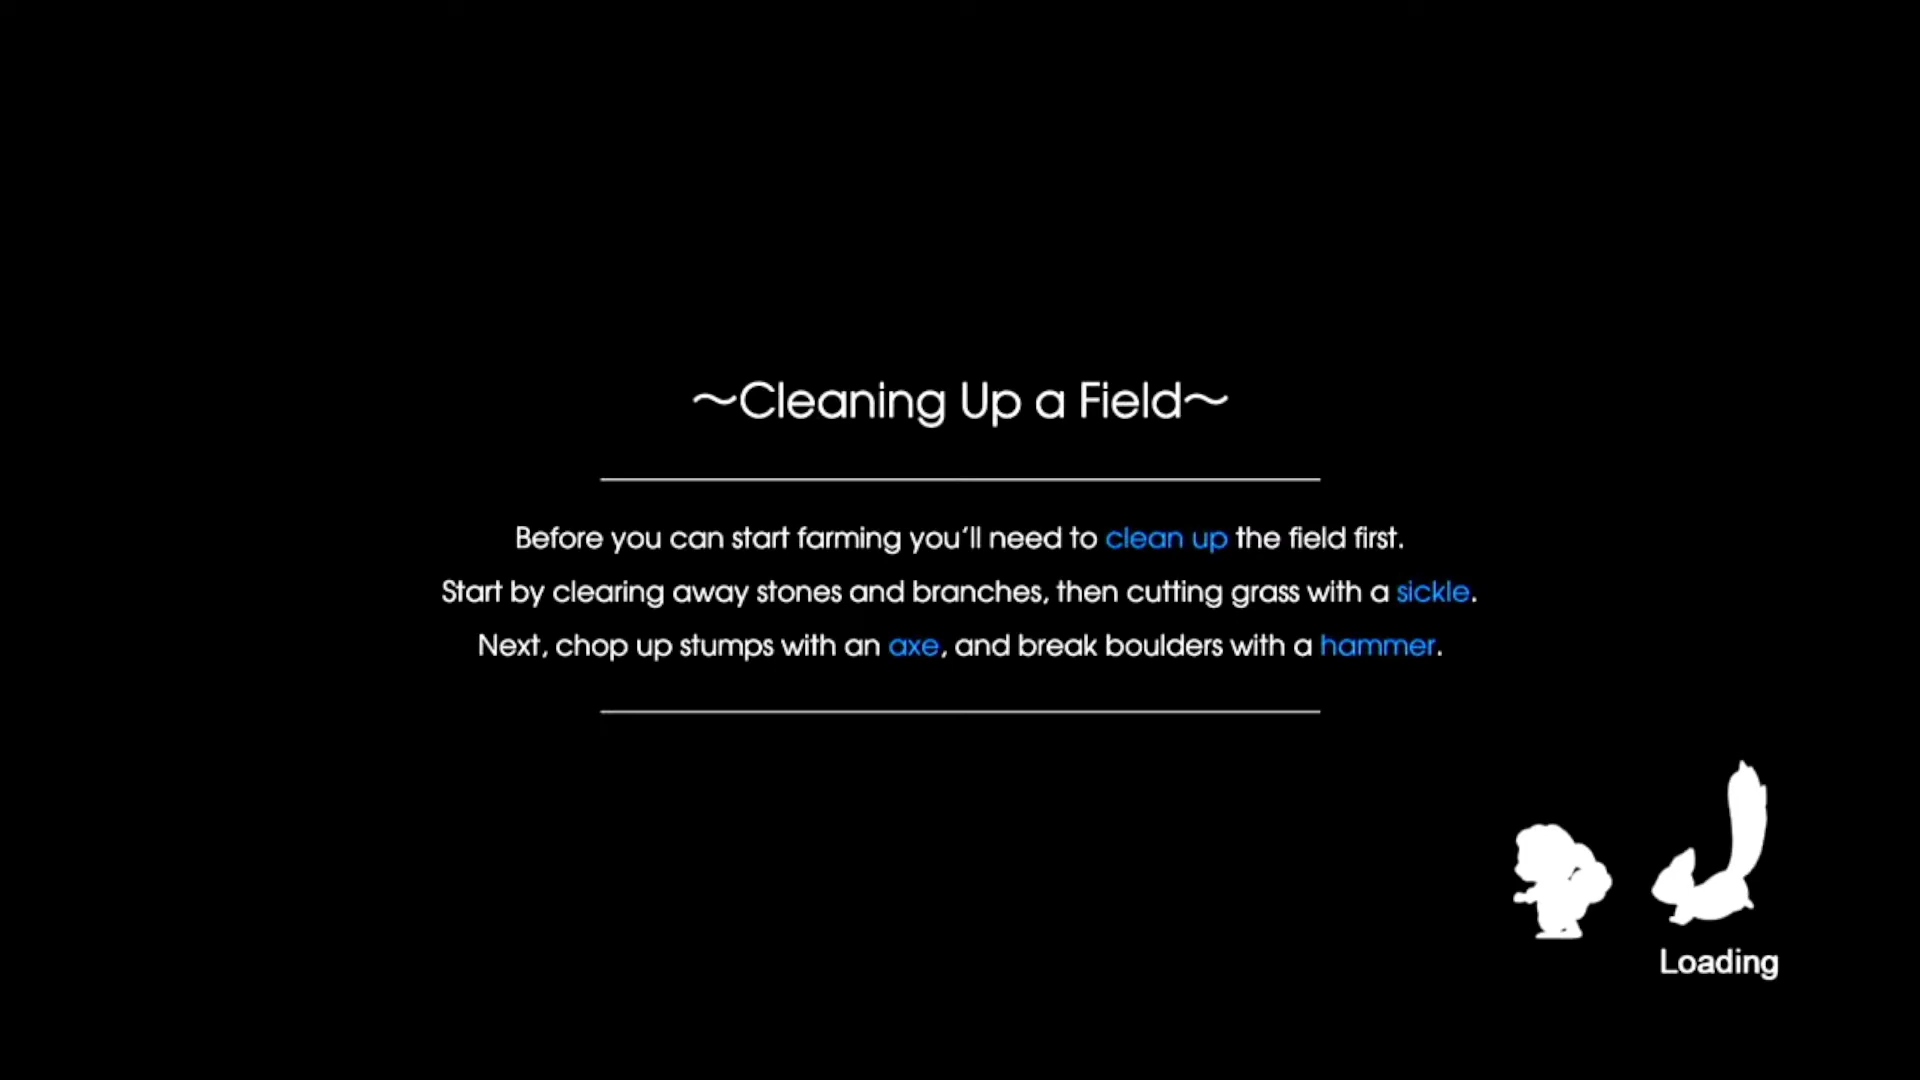 ～Cleaning Up a Field～
Before you can start farming you’ll need to clean up the field first.
Start by clearing away stones and branches, then cutting grass with a sickle.
Next, chop up stumps with an axe, and break boulders with a hammer.
Loading